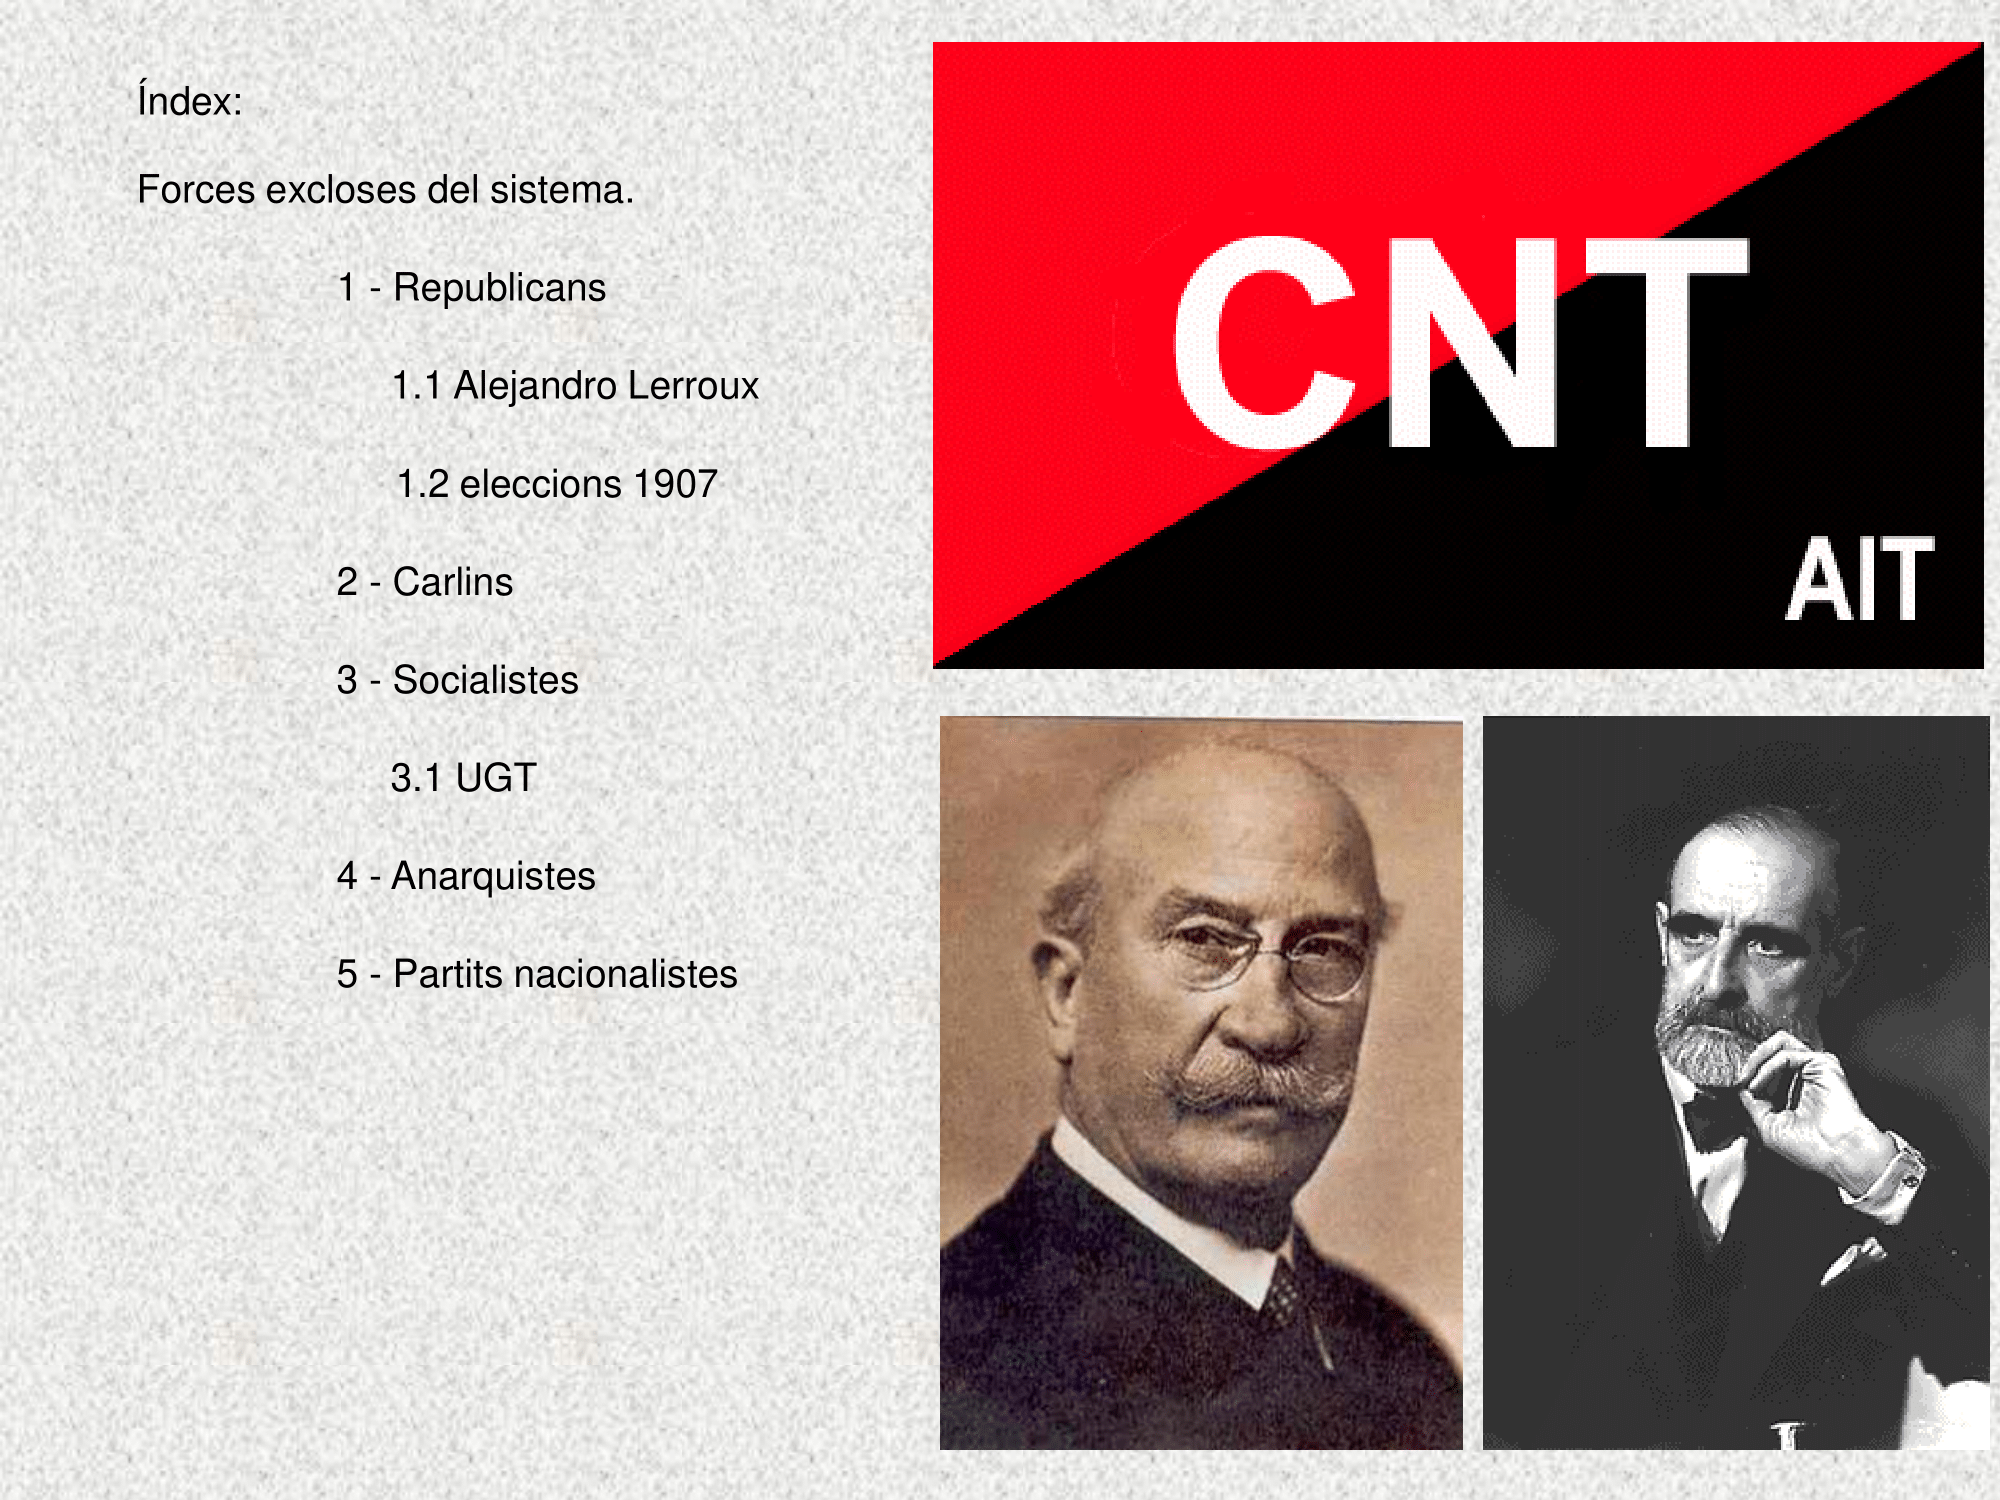 Índex:
Forces excloses del sistema.
1 - Republicans
1.1 Alejandro Lerroux
1.2 eleccions 1907
2 - Carlins
3 - Socialistes
3.1 UGT
4 - Anarquistes
5 - Partits nacionalistes
CNT
AIT